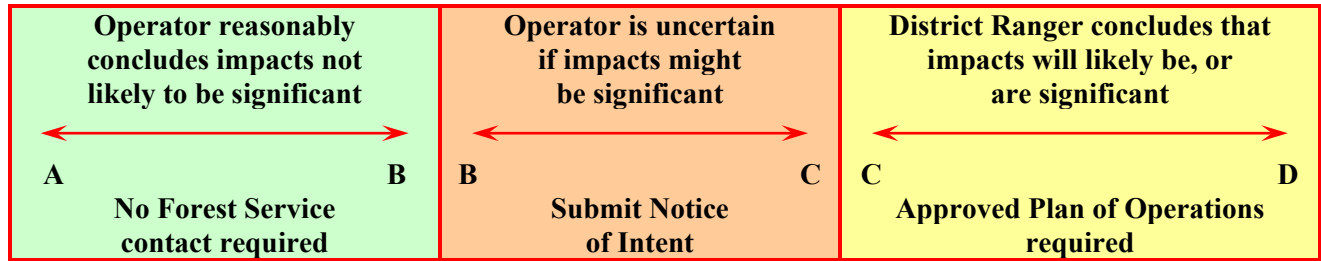 Operator reasonably
concludes impacts not
likely to be significant
A B
No Forest Service
contact required
Operator is uncertain
if impacts might
be significant
B C
Submit Notice
of Intent
District Ranger concludes that
impacts will likely be, or
are significant
C D
Approved Plan of Operations
required